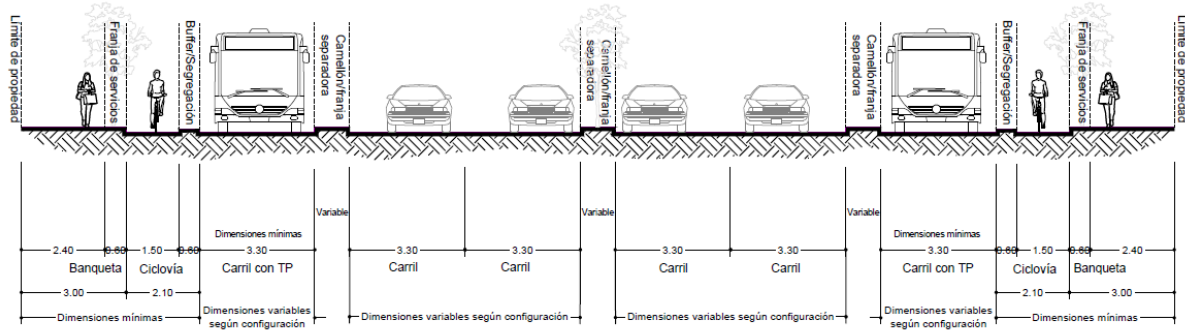 Límite de propiedad
Franja de servicios
Buffer/Segregación
Camellón/franja
separadora
Camellón/franja
separadora
Camellón/franja
separadora
Buffer/Segregación
Franja de servicios
Límite de propiedad
Variable
Variable
Variable
Dimensiones mínimas
Dimensiones mínimas
2.40
0.60
1.50
0.60
3.30
3.30
3.30
3.30
3.30
3.30
0.60
1.50
0.60
2.40
Banqueta
Ciclovía
Carril con TP
Carril
Carril
Carril
Carril
Carril con TP
Ciclovía
Banqueta
3.00
2.10
2.10
3.00
Dimensiones mínimas
Dimensiones variables
según configuración
Dimensiones variables según configuración
Dimensiones variables según configuración
Dimensiones variables
según configuración
Dimensiones mínimas